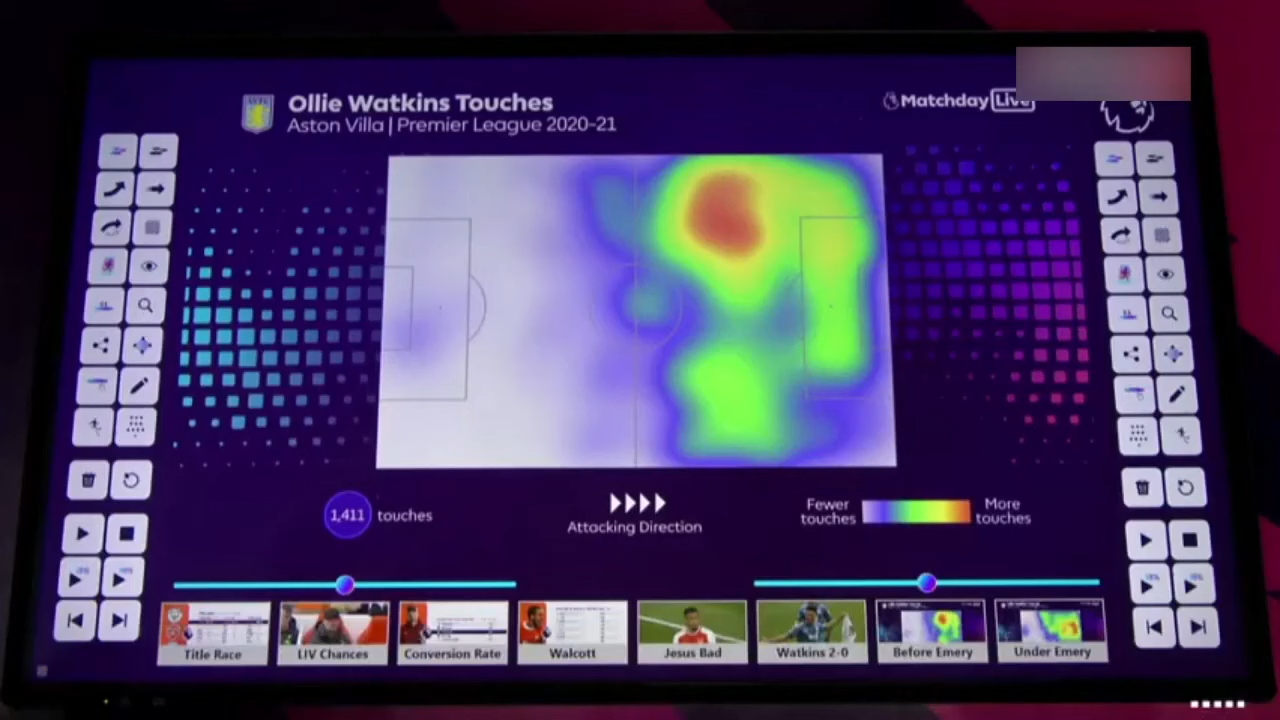 Ollie Watkins Touches
Aston Villa | Premier League 2020-21
Matchday Live
1,411 touches
Attacking Direction
Fewer touches
More touches
Title Race
LIV Chances
Conversion Rate
Walcott
Jesus Bad
Watkins 2-0
Before Emery
Under Emery